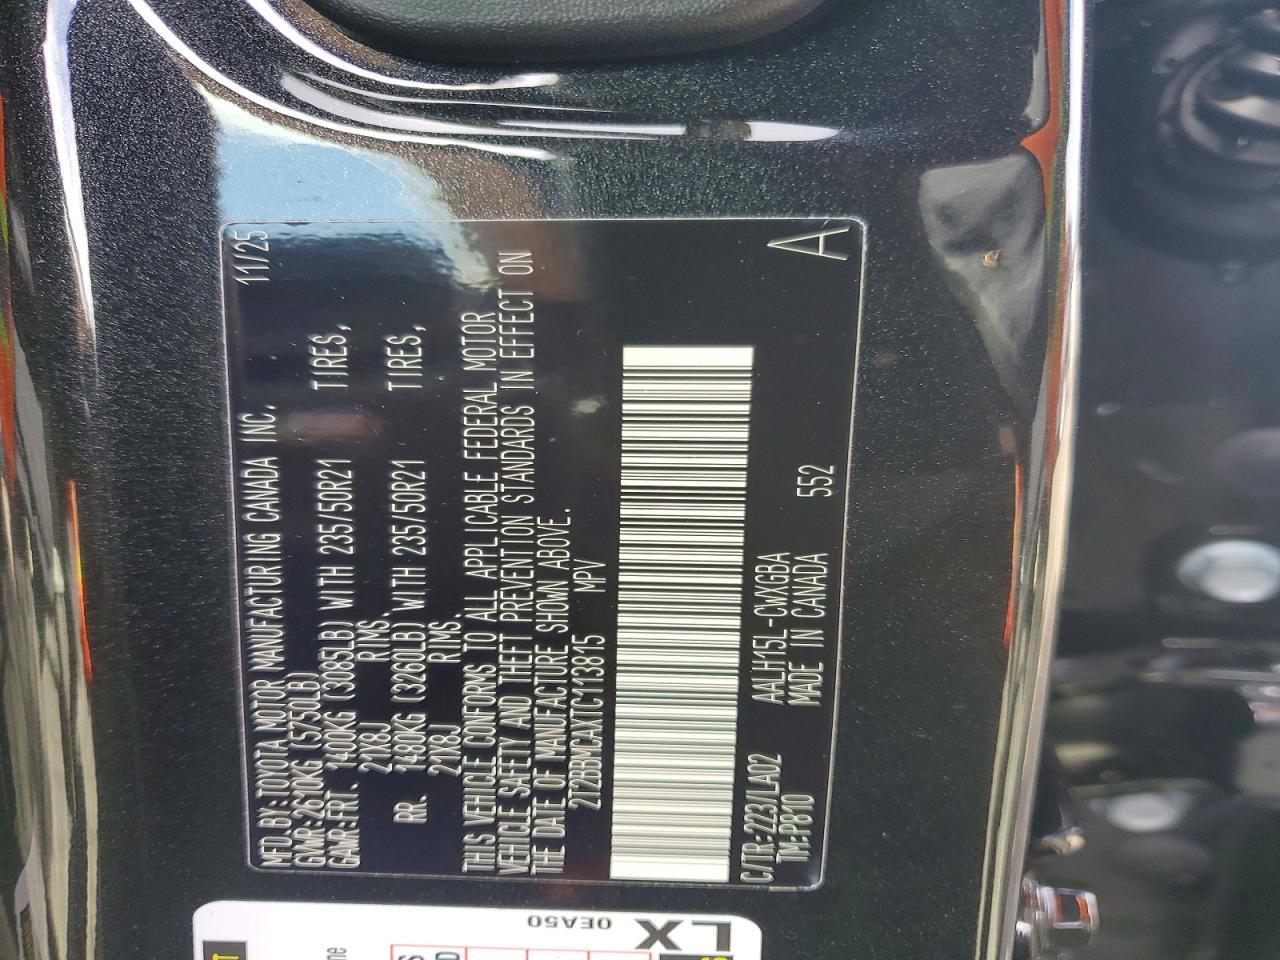 MFD.BY:TOYOTA MOTOR MANUFACTURING CANADA INC. 11/25
GVWR:2610KG (5750LB)
GAWR:FRT. 1400KG (3085LB) WITH 235/50R21 TIRES,
21X8J RIMS.
RR. 1480KG (3260LB) WITH 235/50R21 TIRES,
21X8J RIMS.
THIS VEHICLE CONFORMS TO ALL APPLICABLE FEDERAL MOTOR
VEHICLE SAFETY AND THEFT PREVENTION STANDARDS IN EFFECT ON
THE DATE OF MANUFACTURE SHOWN ABOVE.
2T2BBMCAXTC113815 MPV
C/TR:223/LA02 AALH15L-CWXGBA
TM:P810 MADE IN CANADA 552 A
LX
0EA50